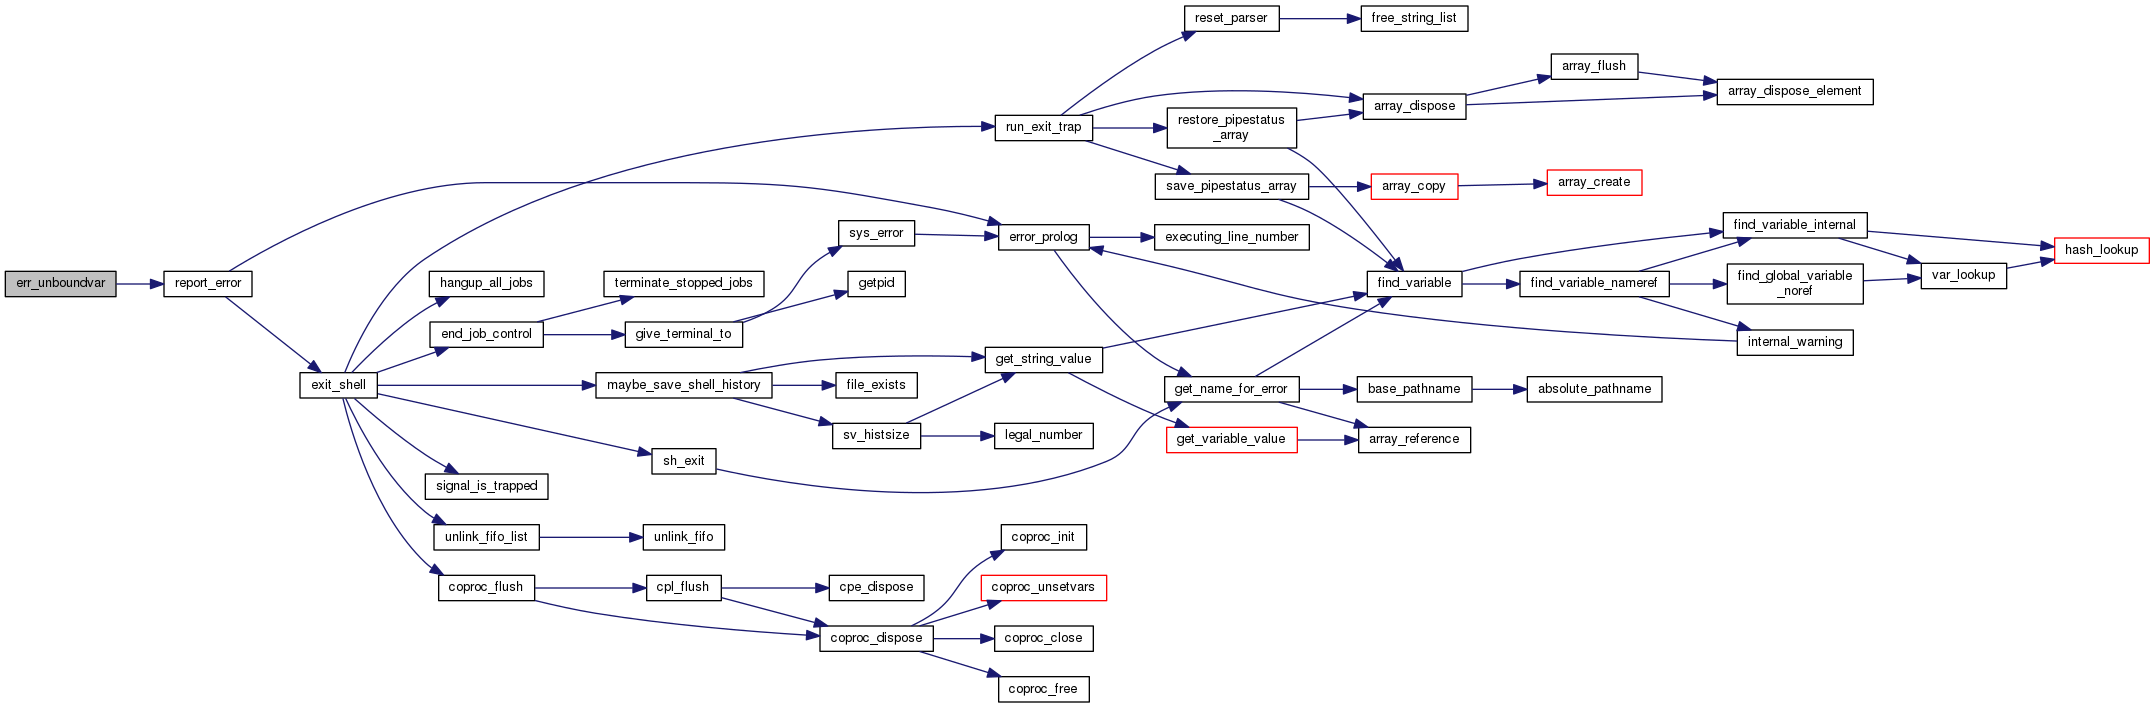 reset_parser
free_string_list
array_flush
array_dispose_element
array_dispose
run_exit_trap
restore_pipestatus
_array
save_pipestatus_array
array_copy
array_create
find_variable_internal
sys_error
error_prolog
executing_line_number
hash_lookup
err_unboundvar
report_error
hangup_all_jobs
terminate_stopped_jobs
getpid
find_variable
find_variable_nameref
find_global_variable
_noref
var_lookup
end_job_control
give_terminal_to
internal_warning
get_string_value
exit_shell
maybe_save_shell_history
file_exists
get_name_for_error
base_pathname
absolute_pathname
sv_histsize
legal_number
get_variable_value
array_reference
sh_exit
signal_is_trapped
unlink_fifo_list
unlink_fifo
coproc_init
coproc_flush
cpl_flush
cpe_dispose
coproc_unsetvars
coproc_dispose
coproc_close
coproc_free